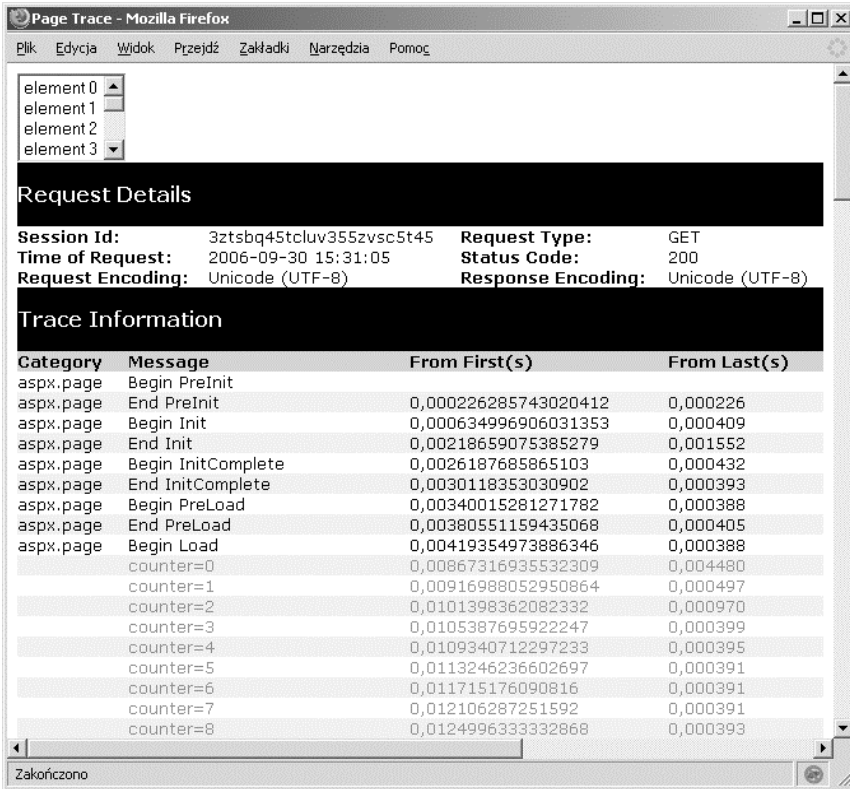 Page Trace - Mozilla Firefox
Plik Edycja Widok Przejdź Zakładki Narzędzia Pomoc
element 0
element 1
element 2
element 3
Request Details
Session Id: 3ztsbq45tcluv355zvsc5t45 Request Type: GET
Time of Request: 2006-09-30 15:31:05 Status Code: 200
Request Encoding: Unicode (UTF-8) Response Encoding: Unicode (UTF-8)
Trace Information
Category Message From First(s) From Last(s)
aspx.page Begin PreInit
aspx.page End PreInit 0,000226285743020412 0,000226
aspx.page Begin Init 0,000634996906031353 0,000409
aspx.page End Init 0,00218659075385279 0,001552
aspx.page Begin InitComplete 0,0026187685865103 0,000432
aspx.page End InitComplete 0,0030118353030902 0,000393
aspx.page Begin PreLoad 0,00340015281271782 0,000388
aspx.page End PreLoad 0,00380551159435068 0,000405
aspx.page Begin Load 0,00419354973886346 0,000388
counter=0 0,00867316935532309 0,004480
counter=1 0,00916988052950864 0,000497
counter=2 0,0101398362082332 0,000970
counter=3 0,0105387695922247 0,000399
counter=4 0,0109340712297233 0,000395
counter=5 0,0113246236602697 0,000391
counter=6 0,011715176090816 0,000391
counter=7 0,012106287251592 0,000391
counter=8 0,0124996333332868 0,000393
Zakończono